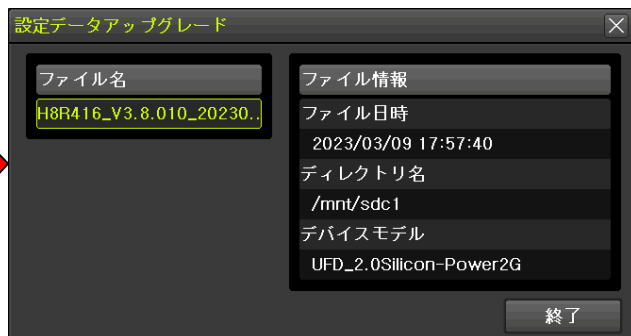 設定データアップグレード
ファイル名
H8R416_V3.8.010_20230..
ファイル情報
ファイル日時
2023/03/09 17:57:40
ディレクトリ名
/mnt/sdc1
デバイスモデル
UFD_2.0Silicon-Power2G
終了